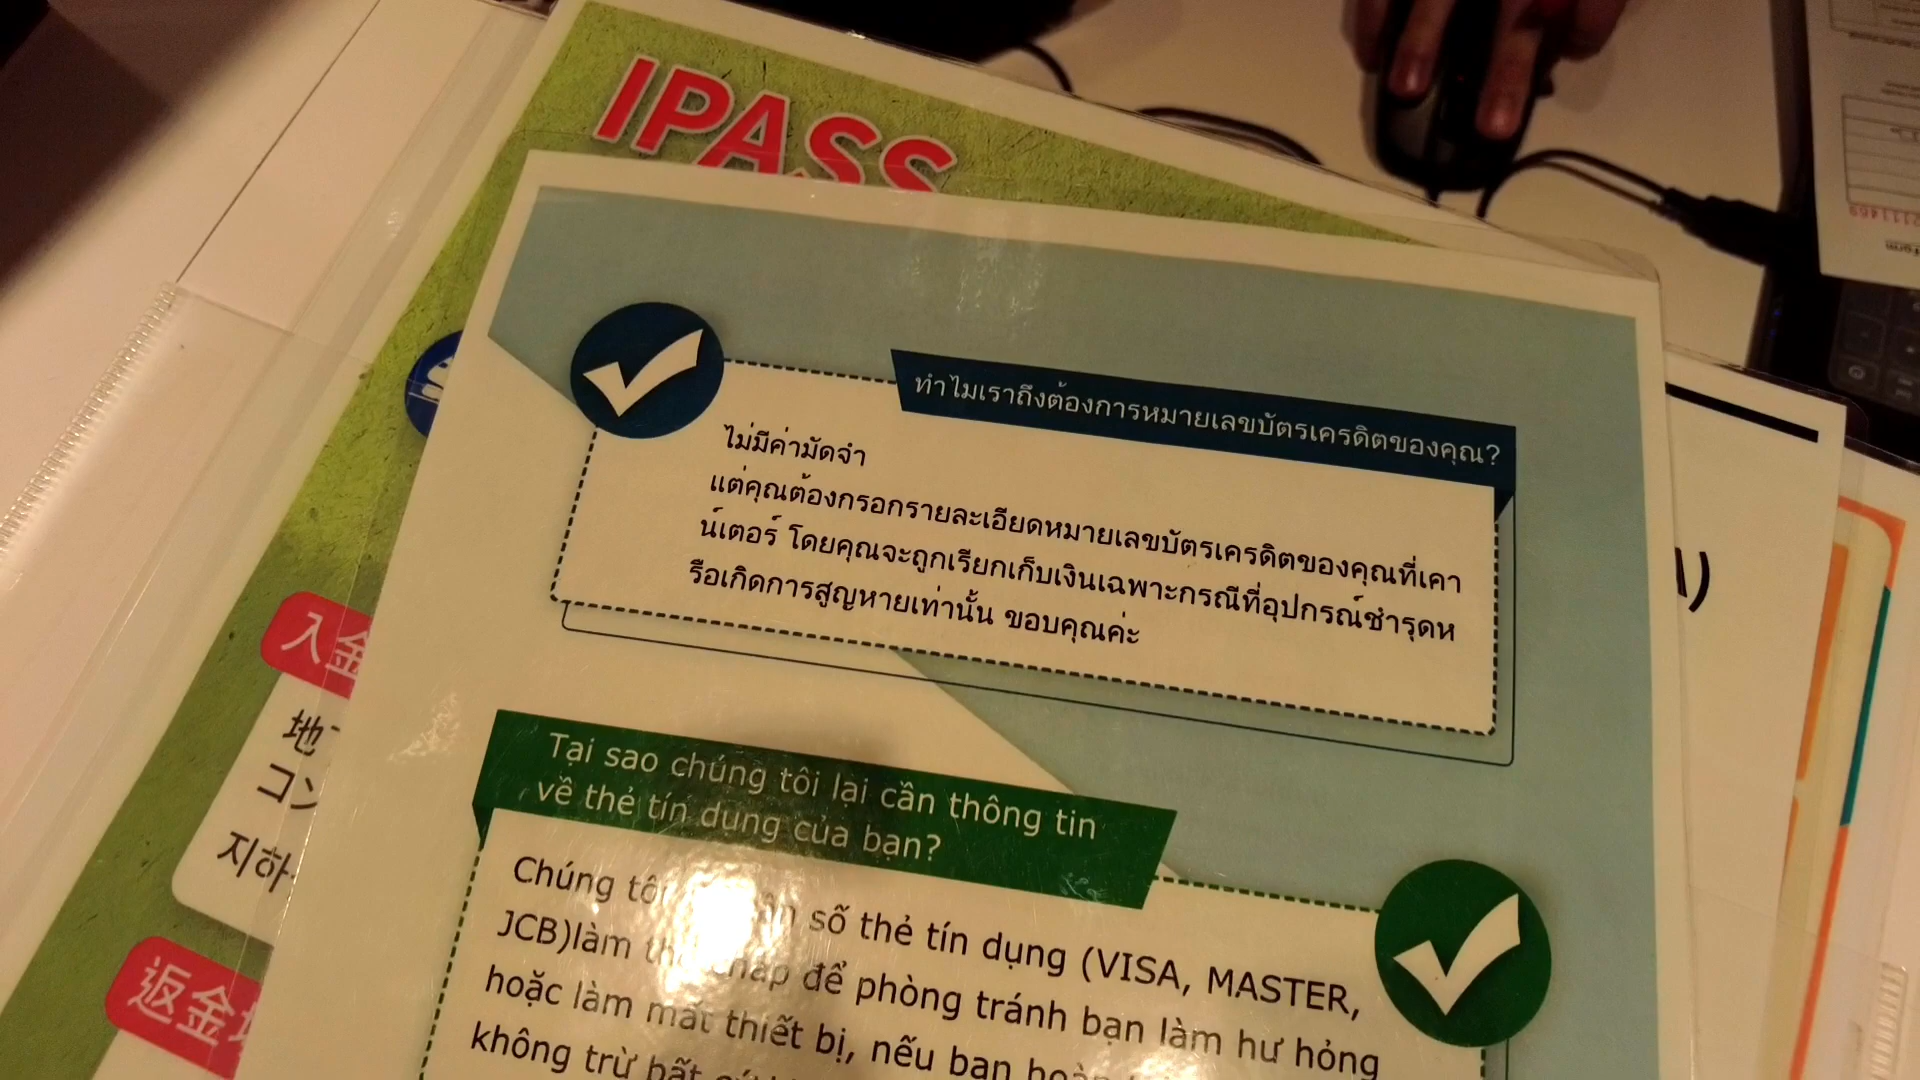 IPASS
ทำไมเราถึงต้องการหมายเลขบัตรเครดิตของคุณ?
ไม่มีค่ามัดจำ
แต่คุณต้องกรอกรายละเอียดหมายเลขบัตรเครดิตของคุณที่เคา
น์เตอร์ โดยคุณจะถูกเรียกเก็บเงินเฉพาะกรณีที่อุปกรณ์ชำรุดห
รือเกิดการสูญหายเท่านั้น ขอบคุณค่ะ
Tại sao chúng tôi lại cần thông tin
về thẻ tín dụng của bạn?
Chúng số thẻ tín dụng (VISA, MASTER,
JCB)làm để phòng tránh bạn làm hư hỏng
hoặc làm mất thiết bị, nếu bạn
không trừ bất
入金
地
コン
지하
返金